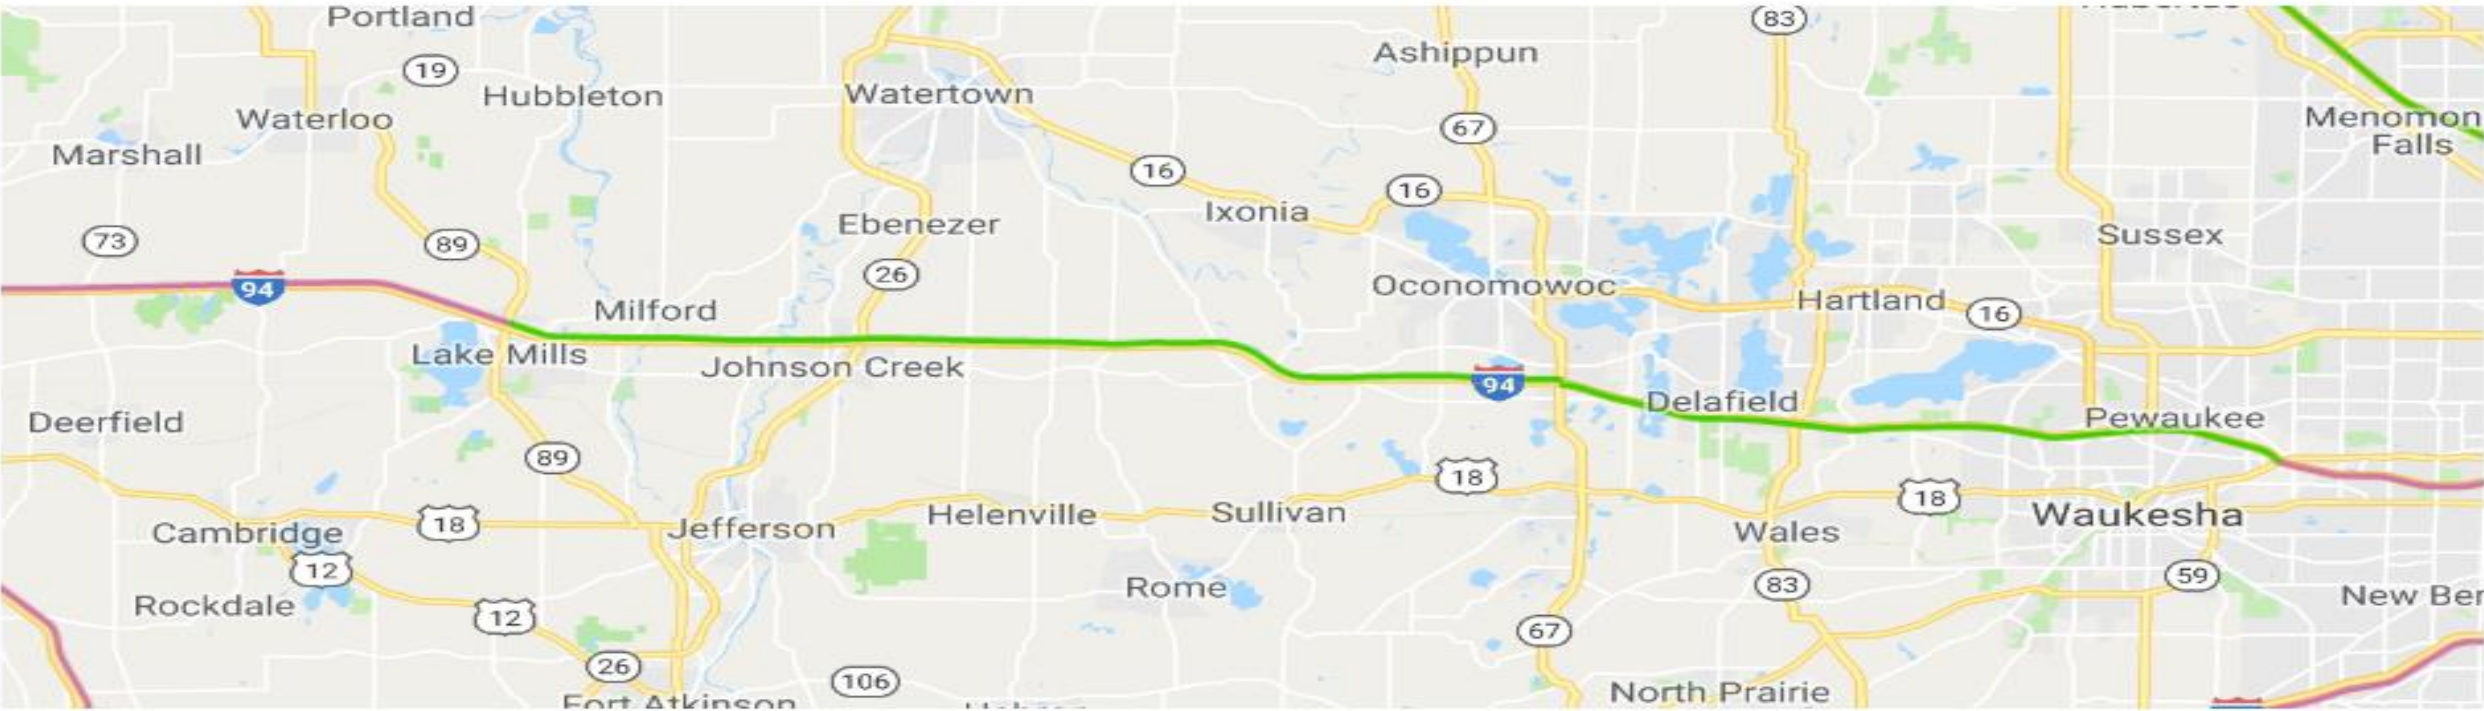 Portland
83
19
Ashippun
Hubbleton
Watertown
Waterloo
67
Menomon
Falls
Marshall
16
16
Ixonia
Ebenezer
73
89
Sussex
26
94
Oconomowoc
Hartland
16
Milford
Lake Mills
Johnson Creek
94
Delafield
Pewaukee
Deerfield
89
18
18
Waukesha
Cambridge
18
Jefferson
Helenville
Sullivan
Wales
12
59
Rome
83
New Ber
Rockdale
12
67
26
106
North Prairie
Fort Atkinson